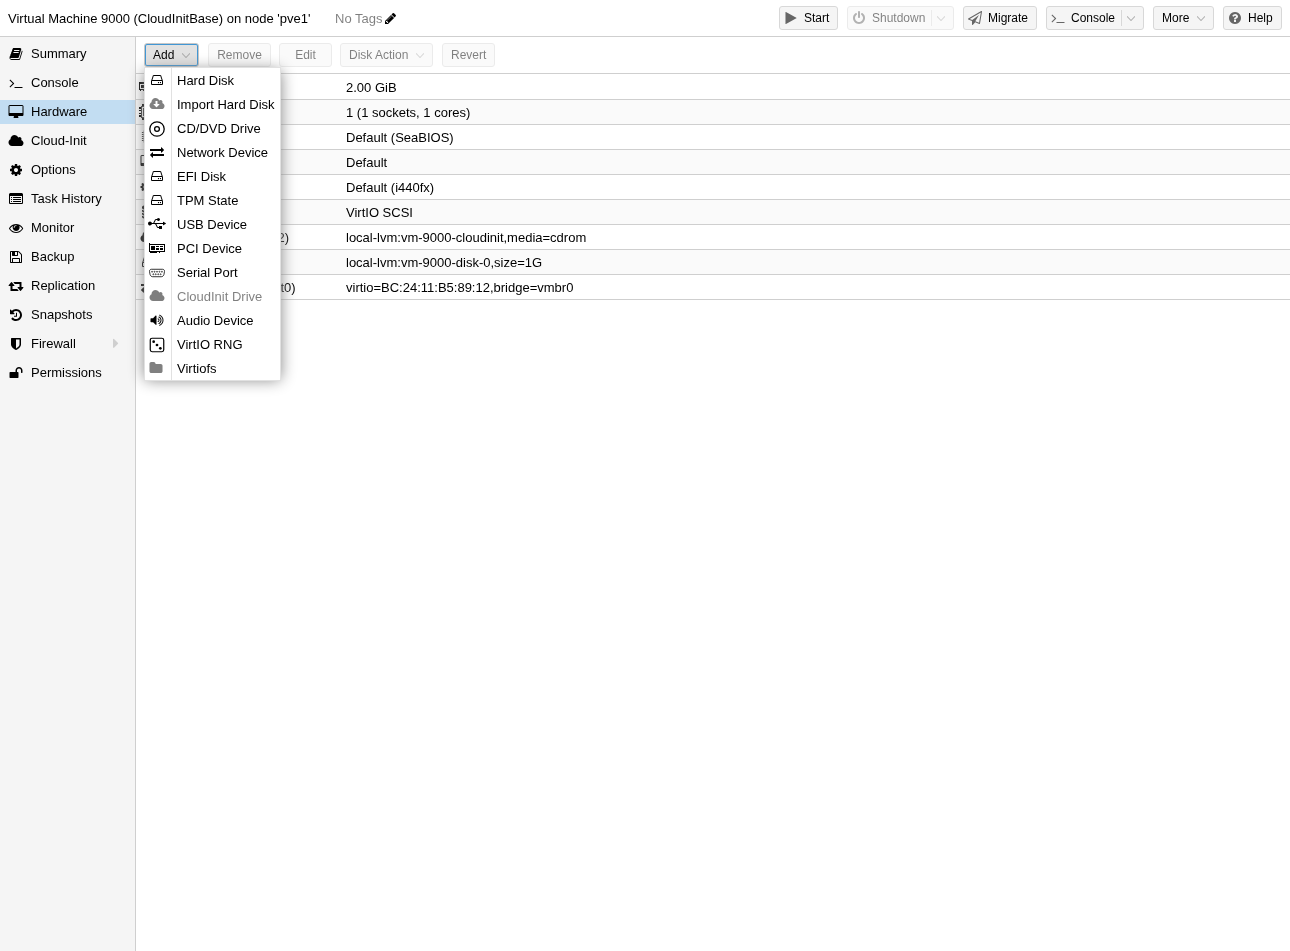 Virtual Machine 9000 (CloudInitBase) on node 'pve1' No Tags Start Shutdown Migrate Console More Help
Summary
Console
Hardware
Cloud-Init
Options
Task History
Monitor
Backup
Replication
Snapshots
Firewall
Permissions
Add Remove Edit Disk Action Revert
Hard Disk
Import Hard Disk
CD/DVD Drive
Network Device
EFI Disk
TPM State
USB Device
PCI Device
Serial Port
CloudInit Drive
Audio Device
VirtIO RNG
Virtiofs
2.00 GiB
1 (1 sockets, 1 cores)
Default (SeaBIOS)
Default
Default (i440fx)
VirtIO SCSI
2) local-lvm:vm-9000-cloudinit,media=cdrom
local-lvm:vm-9000-disk-0,size=1G
t0) virtio=BC:24:11:B5:89:12,bridge=vmbr0